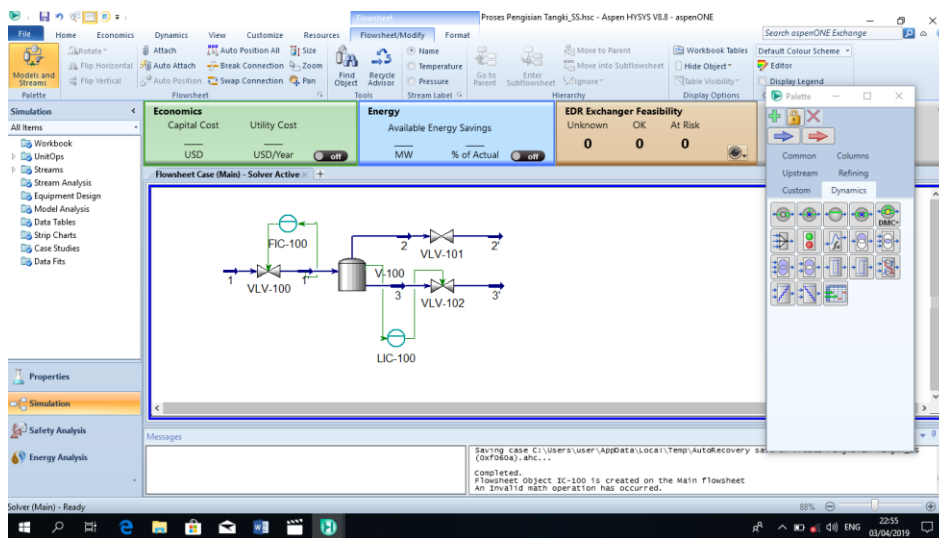 Flowsheet
Proses Pengisian Tangki_SS.hsc - Aspen HYSYS V8.8 - aspenONE
File Home Economics Dynamics View Customize Resources Flowsheet/Modify Format
Search aspenONE Exchange
Models and Streams
Rotate
Flip Horizontal
Flip Vertical
Attach
Auto Attach
Auto Position
Auto Position All
Break Connection
Swap Connection
Size
Zoom
Pan
Find Object
Recycle Advisor
Name
Temperature
Pressure
Go to Parent
Enter Subflowsheet
Move to Parent
Move into Subflowsheet
Ignore
Workbook Tables
Hide Object
Table Visibility
Default Colour Scheme
Editor
Display Legend
Palette Flowsheet Tools Stream Label Hierarchy Display Options
Simulation
All Items
Workbook
UnitOps
Streams
Stream Analysis
Equipment Design
Model Analysis
Data Tables
Strip Charts
Case Studies
Data Fits
Properties
Simulation
Safety Analysis
Energy Analysis
Economics
Capital Cost Utility Cost
USD USD/Year off
Energy
Available Energy Savings
MW % of Actual off
EDR Exchanger Feasibility
Unknown OK At Risk
0 0 0
Flowsheet Case (Main) - Solver Active
FIC-100
1
VLV-100
1'
V-100
2
VLV-101
2'
3
VLV-102
3'
LIC-100
Palette
Common Columns
Upstream Refining
Custom Dynamics
DMC+
Messages
Saving case C:\Users\user\AppData\Local\Temp\AutoRecovery
(0xf060a).ahc...
Completed.
Flowsheet Object IC-100 is created on the Main flowsheet
An Invalid math operation has occurred.
Solver (Main) - Ready
88%
ENG
22:55
03/04/2019